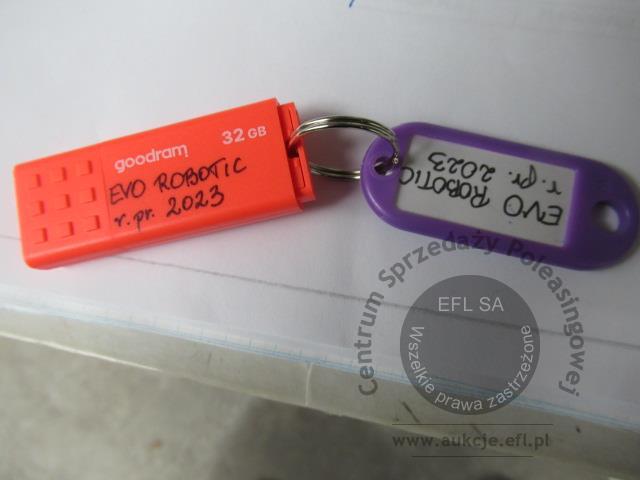 goodram 32 GB
EVO ROBOTIC
r. pr. 2023
EVO ROBOTIC
r. pr. 2023
Centrum Sprzedaży Poleasingowej
EFL SA
Wszelkie prawa zastrzeżone
www.aukcje.efl.pl